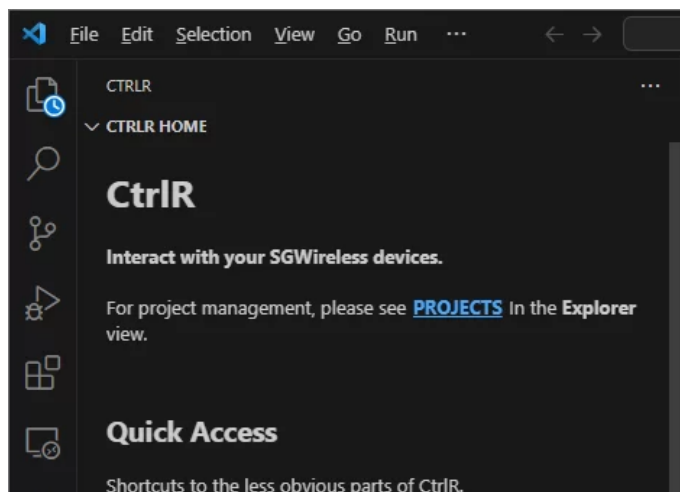 File Edit Selection View Go Run ···
CTRLR ···
CTRLR HOME
CtrlR
Interact with your SGWireless devices.
For project management, please see PROJECTS In the Explorer
view.
Quick Access
Shortcuts to the less obvious parts of CtrlR.